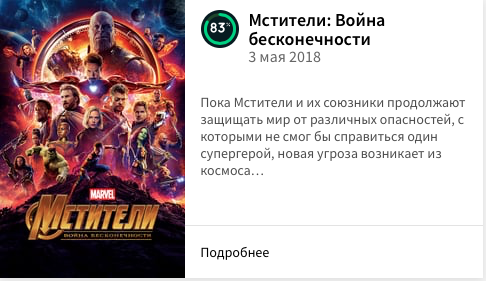 83%
Мстители: Война
бесконечности
3 мая 2018
Пока Мстители и их союзники продолжают
защищать мир от различных опасностей, с
которыми не смог бы справиться один
супергерой, новая угроза возникает из
космоса…
Подробнее
MARVEL
МСТИТЕЛИ
ВОЙНА БЕСКОНЕЧНОСТИ